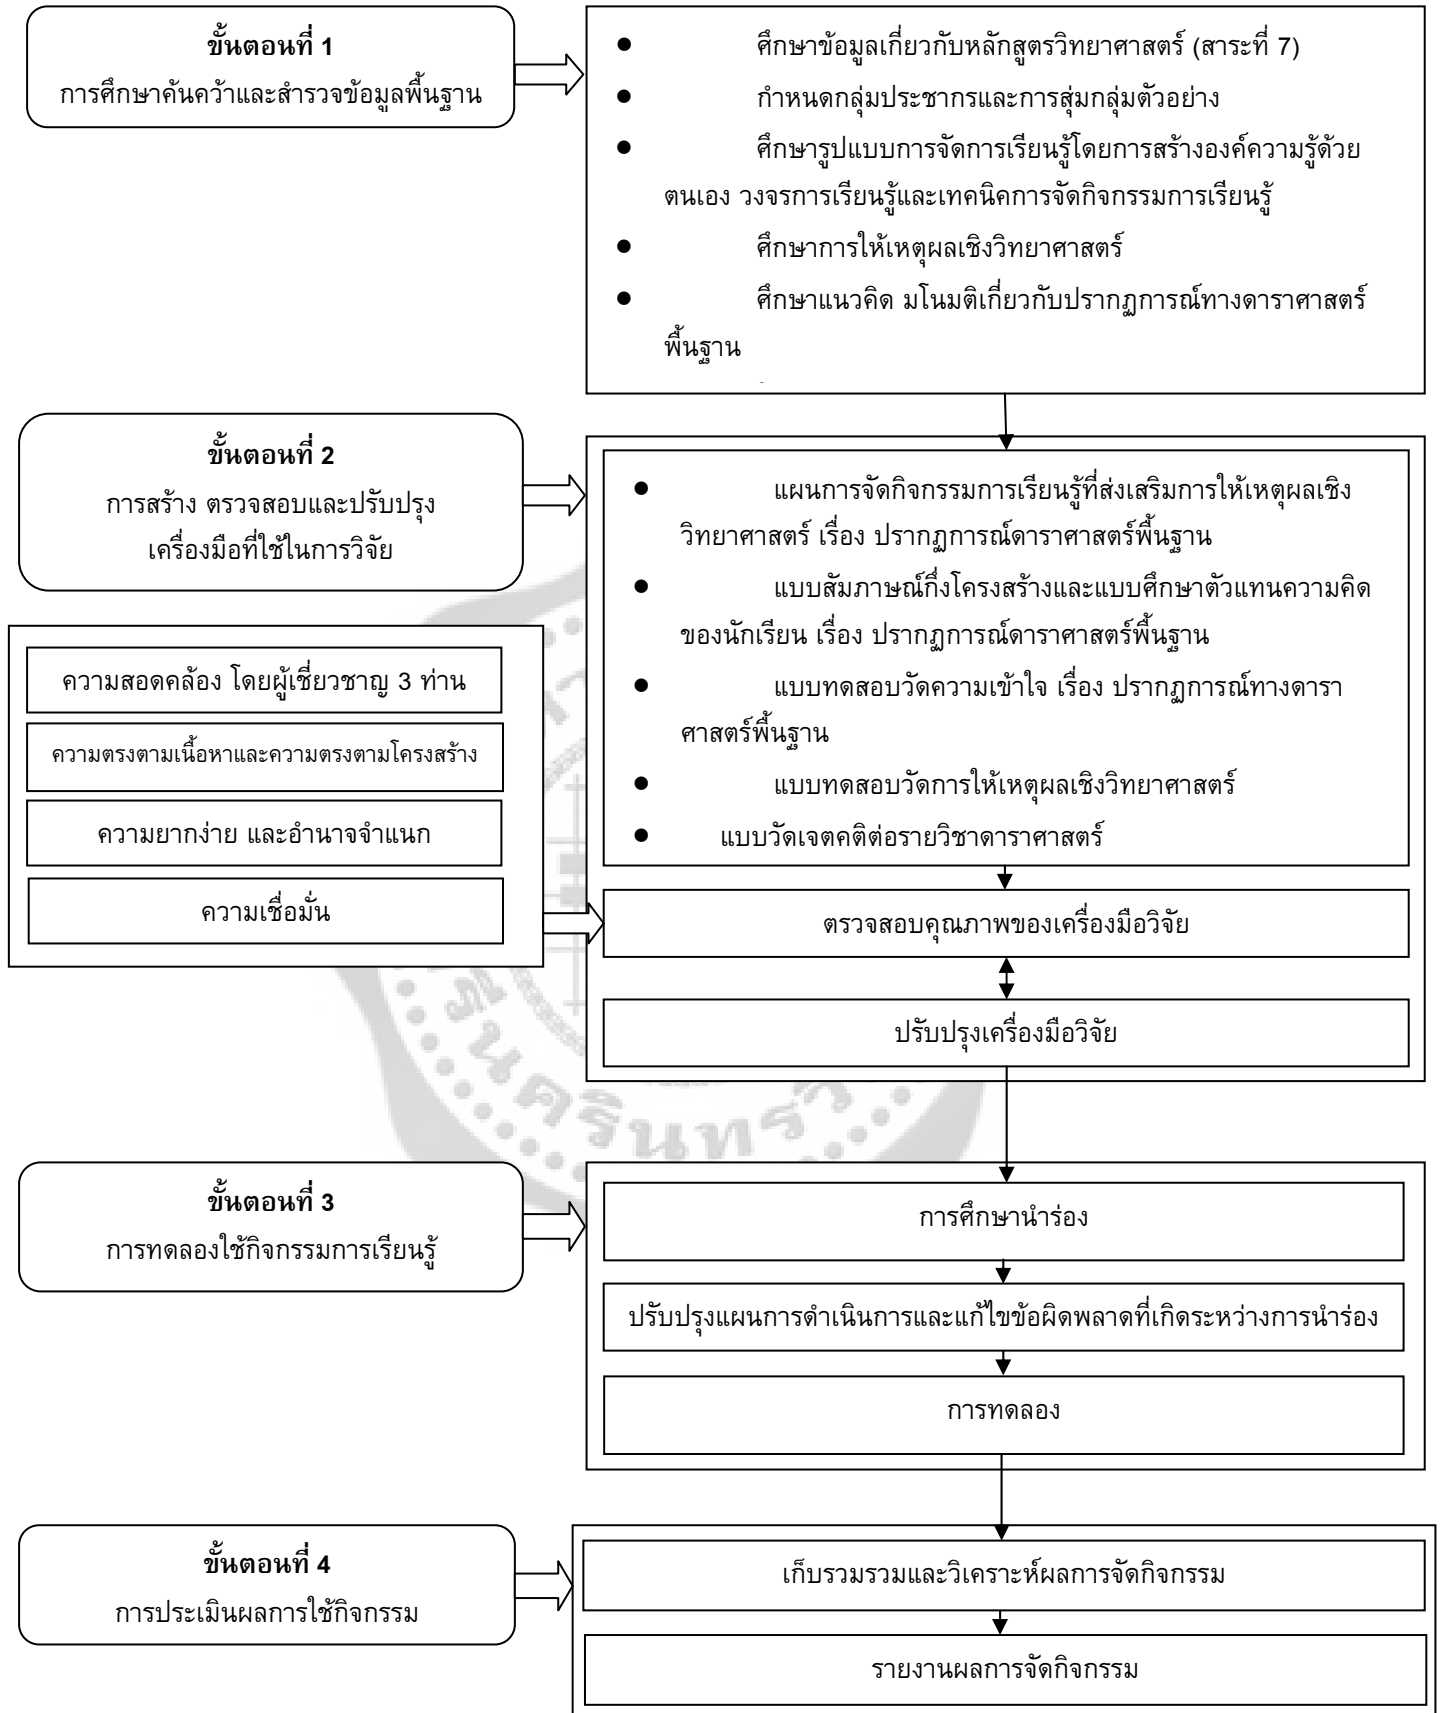 ขั้นตอนที่ 1
การศึกษาค้นคว้าและสำรวจข้อมูลพื้นฐาน
● ศึกษาข้อมูลเกี่ยวกับหลักสูตรวิทยาศาสตร์ (สาระที่ 7)
● กำหนดกลุ่มประชากรและการสุ่มกลุ่มตัวอย่าง
● ศึกษารูปแบบการจัดการเรียนรู้โดยการสร้างองค์ความรู้ด้วย
ตนเอง วงจรการเรียนรู้และเทคนิคการจัดกิจกรรมการเรียนรู้
● ศึกษาการให้เหตุผลเชิงวิทยาศาสตร์
● ศึกษาแนวคิด มโนมติเกี่ยวกับปรากฏการณ์ทางดาราศาสตร์
พื้นฐาน
ขั้นตอนที่ 2
การสร้าง ตรวจสอบและปรับปรุง
เครื่องมือที่ใช้ในการวิจัย
● แผนการจัดกิจกรรมการเรียนรู้ที่ส่งเสริมการให้เหตุผลเชิง
วิทยาศาสตร์ เรื่อง ปรากฏการณ์ดาราศาสตร์พื้นฐาน
● แบบสัมภาษณ์กึ่งโครงสร้างและแบบศึกษาตัวแทนความคิด
ของนักเรียน เรื่อง ปรากฏการณ์ดาราศาสตร์พื้นฐาน
● แบบทดสอบวัดความเข้าใจ เรื่อง ปรากฏการณ์ทางดารา
ศาสตร์พื้นฐาน
● แบบทดสอบวัดการให้เหตุผลเชิงวิทยาศาสตร์
● แบบวัดเจตคติต่อรายวิชาดาราศาสตร์
ความสอดคล้อง โดยผู้เชี่ยวชาญ 3 ท่าน
ความตรงตามเนื้อหาและความตรงตามโครงสร้าง
ความยากง่าย และอำนาจจำแนก
ความเชื่อมั่น
ตรวจสอบคุณภาพของเครื่องมือวิจัย
ปรับปรุงเครื่องมือวิจัย
ขั้นตอนที่ 3
การทดลองใช้กิจกรรมการเรียนรู้
การศึกษานำร่อง
ปรับปรุงแผนการดำเนินการและแก้ไขข้อผิดพลาดที่เกิดระหว่างการนำร่อง
การทดลอง
ขั้นตอนที่ 4
การประเมินผลการใช้กิจกรรม
เก็บรวมรวมและวิเคราะห์ผลการจัดกิจกรรม
รายงานผลการจัดกิจกรรม